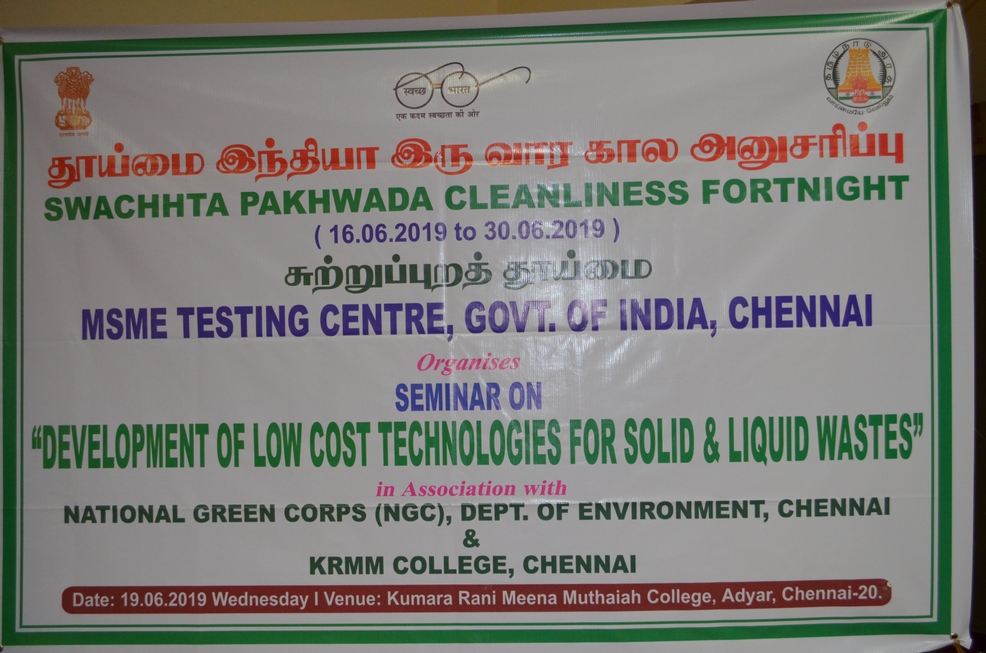 स्वच्छ भारत
एक कदम स्वच्छता की ओर
தூய்மை இந்தியா இரு வார கால அனுசரிப்பு
SWACHHTA PAKHWADA CLEANLINESS FORTNIGHT
( 16.06.2019 to 30.06.2019 )
சுற்றுப்புறத் தூய்மை
MSME TESTING CENTRE, GOVT. OF INDIA, CHENNAI
Organises
SEMINAR ON
“DEVELOPMENT OF LOW COST TECHNOLOGIES FOR SOLID & LIQUID WASTES”
in Association with
NATIONAL GREEN CORPS (NGC), DEPT. OF ENVIRONMENT, CHENNAI
&
KRMM COLLEGE, CHENNAI
Date: 19.06.2019 Wednesday I Venue: Kumara Rani Meena Muthaiah College, Adyar, Chennai-20.